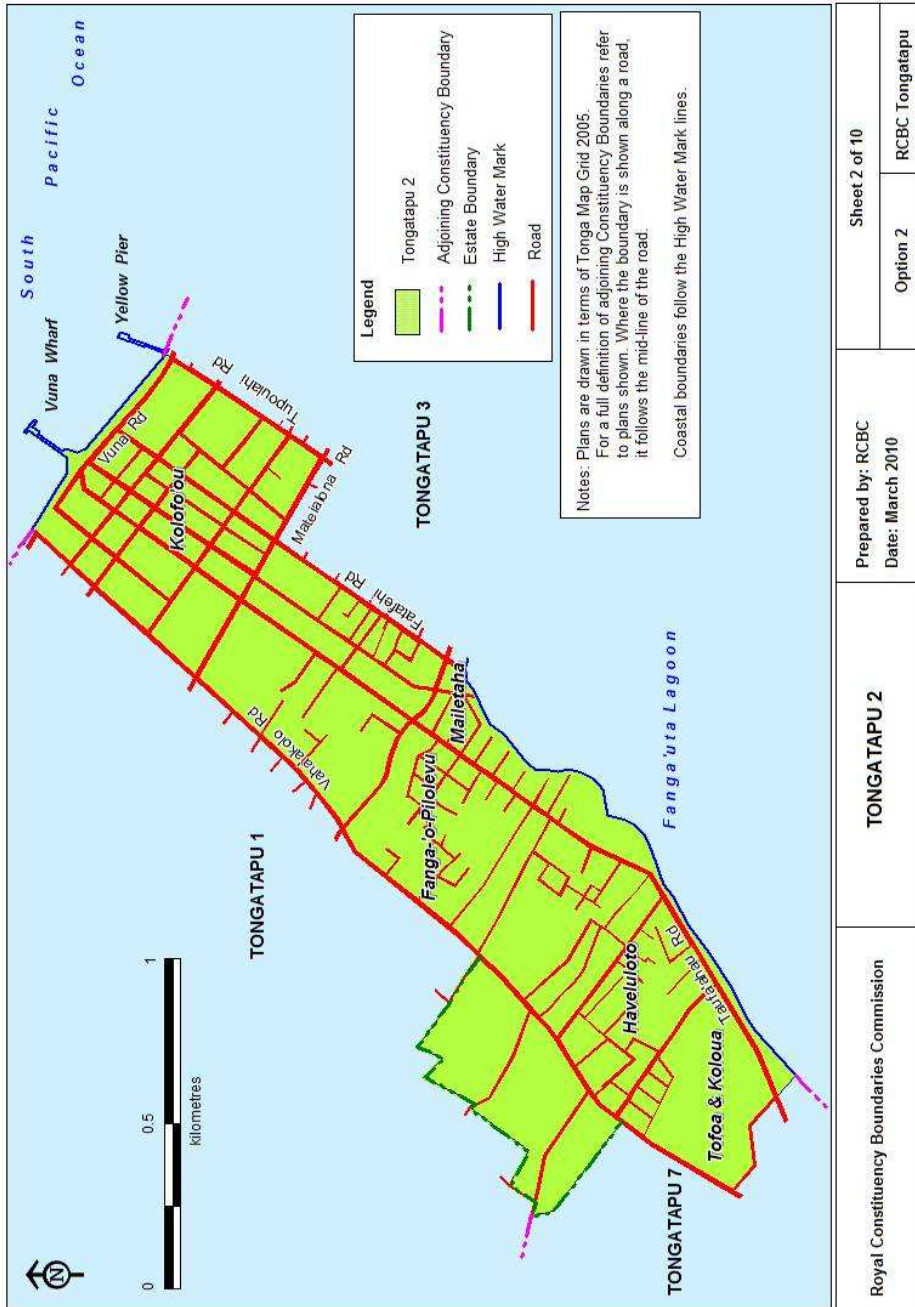 South
Pacific
Ocean
Vuna Wharf
Yellow Pier
Vuna Rd
Tupoulahi Rd
Kolofo'ou
Mateialona Rd
TONGATAPU 3
Fatafehi Rd
Vahalakolo Rd
TONGATAPU 1
Mailetaha
Fanga-'o-Pilolevu
Fanga'uta Lagoon
Haveluloto
Taufa'ahau Rd
Tofoa & Koloua
TONGATAPU 7
N
0
0.5
1
kilometres
Legend
Tongatapu 2
Adjoining Constituency Boundary
Estate Boundary
High Water Mark
Road
Notes: Plans are drawn in terms of Tonga Map Grid 2005.
For a full definition of adjoining Constituency Boundaries refer
to plans shown. Where the boundary is shown along a road,
it follows the mid-line of the road.
Coastal boundaries follow the High Water Mark lines.
Royal Constituency Boundaries Commission
TONGATAPU 2
Prepared by: RCBC
Date: March 2010
Sheet 2 of 10
Option 2
RCBC Tongatapu